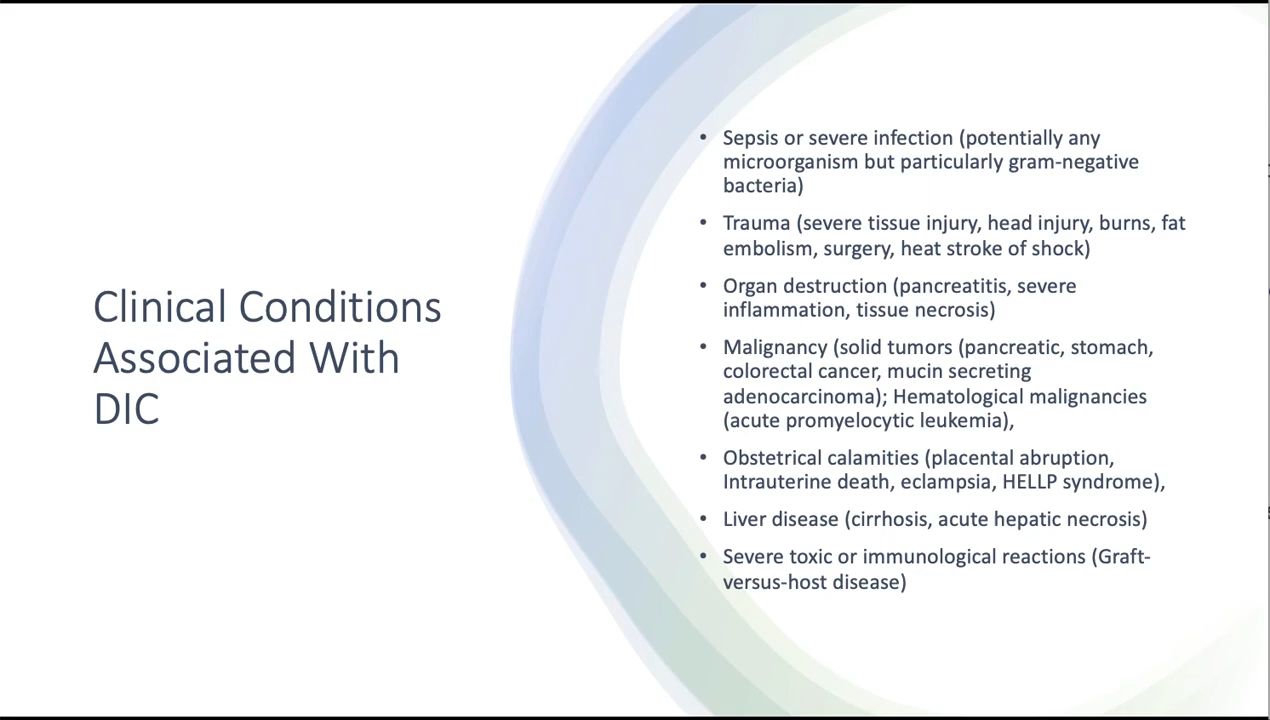 Clinical Conditions
Associated With
DIC
• Sepsis or severe infection (potentially any
microorganism but particularly gram-negative
bacteria)
• Trauma (severe tissue injury, head injury, burns, fat
embolism, surgery, heat stroke of shock)
• Organ destruction (pancreatitis, severe
inflammation, tissue necrosis)
• Malignancy (solid tumors (pancreatic, stomach,
colorectal cancer, mucin secreting
adenocarcinoma); Hematological malignancies
(acute promyelocytic leukemia),
• Obstetrical calamities (placental abruption,
Intrauterine death, eclampsia, HELLP syndrome),
• Liver disease (cirrhosis, acute hepatic necrosis)
• Severe toxic or immunological reactions (Graft-
versus-host disease)